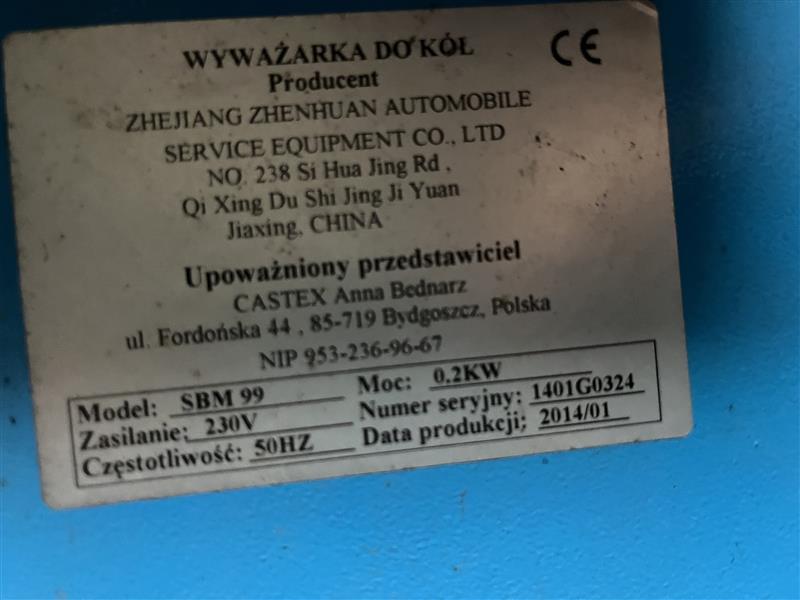 WYWAŻARKA DO KÓŁ CE
Producent
ZHEJIANG ZHENHUAN AUTOMOBILE
SERVICE EQUIPMENT CO., LTD
NO. 238 Si Hua Jing Rd.
Qi Xing Du Shi Jing Ji Yuan
Jiaxing, CHINA
Upoważniony przedstawiciel
CASTEX Anna Bednarz
ul. Fordońska 44, 85-719 Bydgoszcz, Polska
NIP 953-236-96-67
Model: SBM 99 Moc: 0.2KW
Zasilanie: 230V Numer seryjny: 1401G0324
Częstotliwość: 50HZ Data produkcji: 2014/01